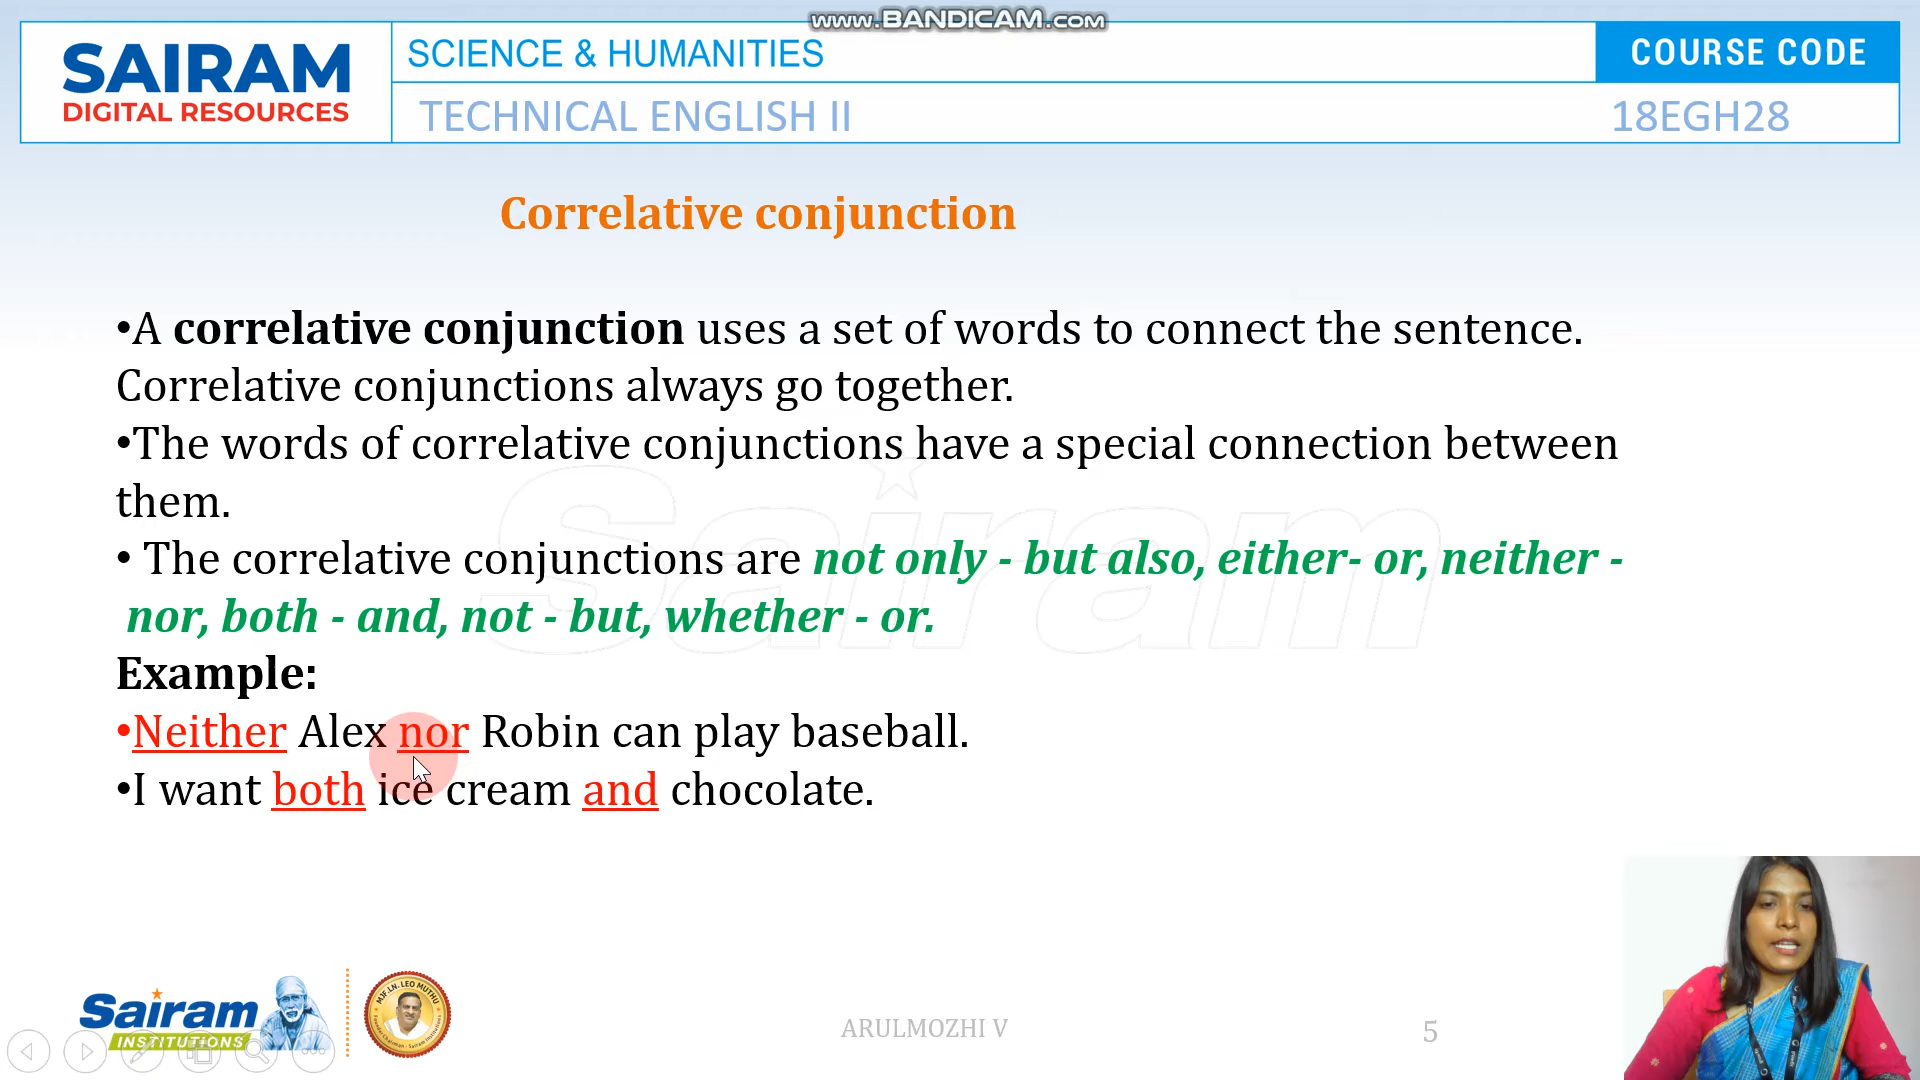 www.BANDICAM.com
SAIRAM
DIGITAL RESOURCES
SCIENCE & HUMANITIES
COURSE CODE
TECHNICAL ENGLISH II
18EGH28
Correlative conjunction
•A correlative conjunction uses a set of words to connect the sentence.
Correlative conjunctions always go together.
•The words of correlative conjunctions have a special connection between
them.
• The correlative conjunctions are not only - but also, either- or, neither -
nor, both - and, not - but, whether - or.
Example:
•Neither Alex nor Robin can play baseball.
•I want both ice cream and chocolate.
Sairam
Sairam
INSTITUTIONS
MJF.LN. LEO MUTHU
ARULMOZHI V
5